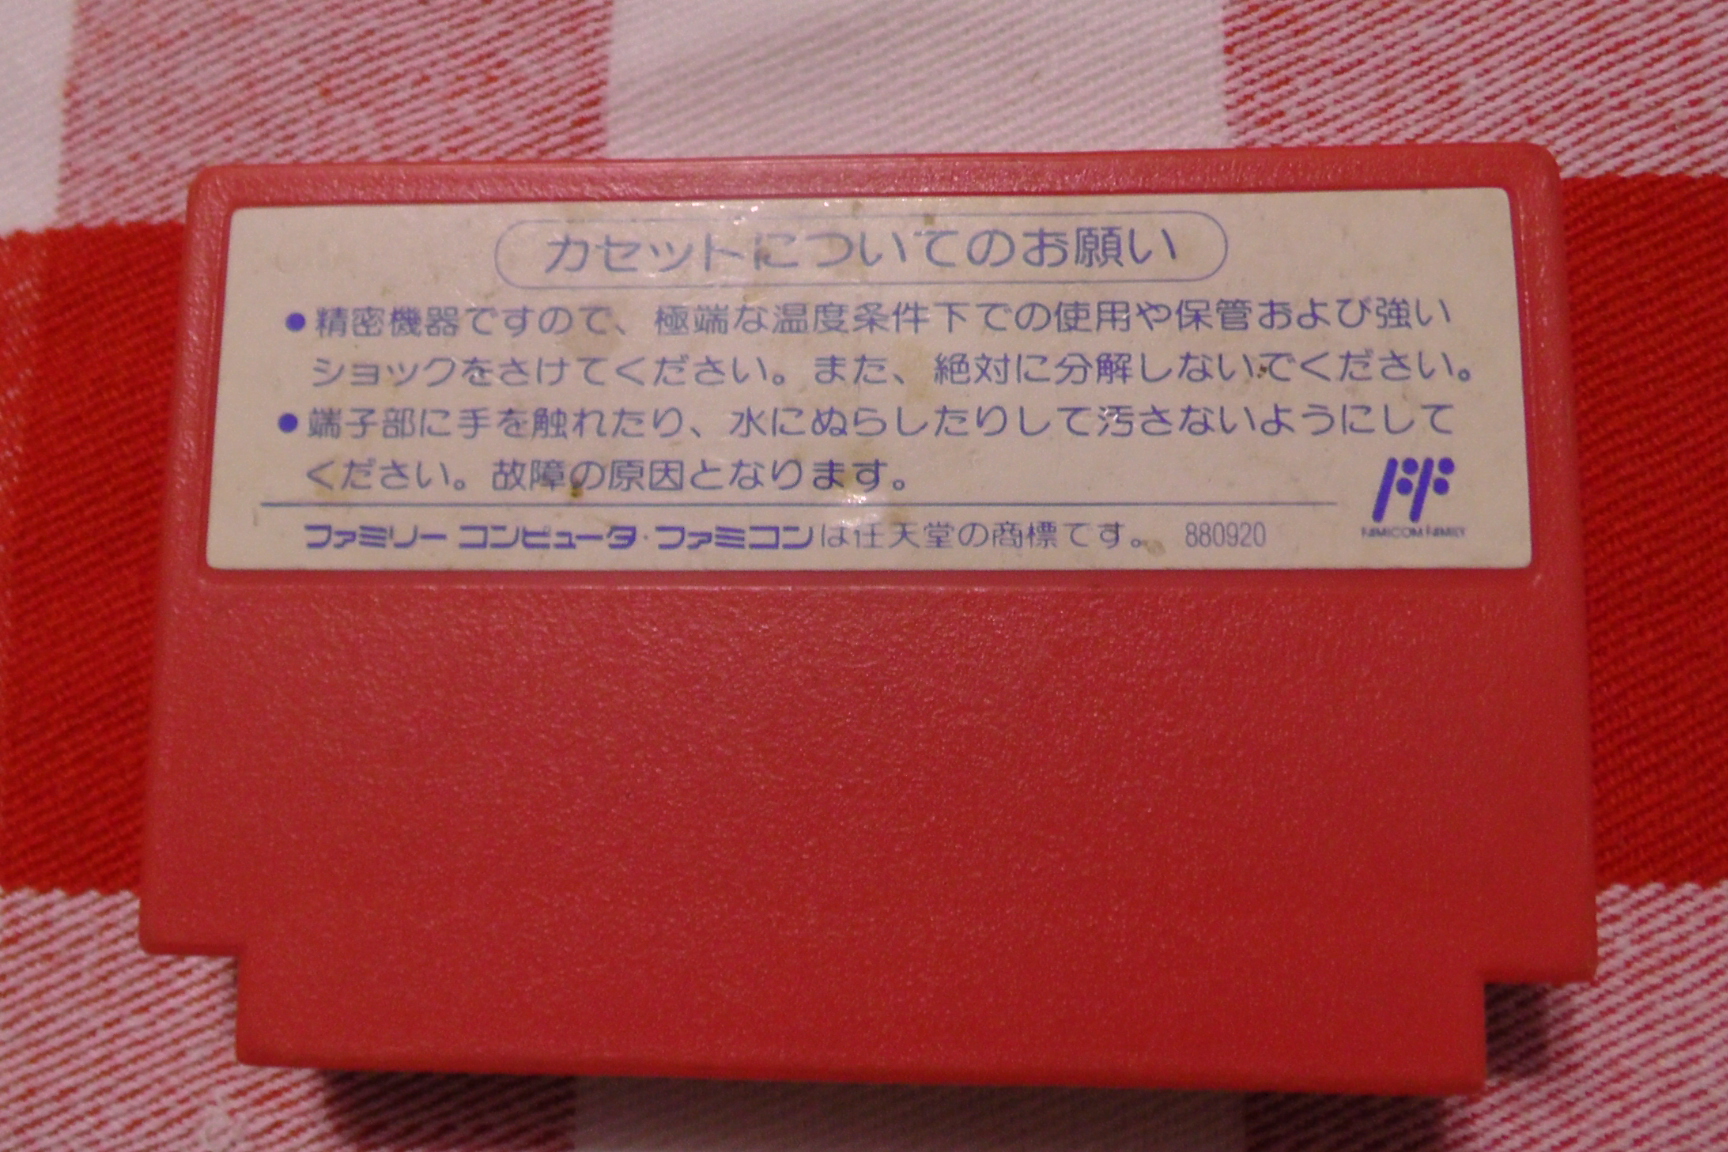 カセットについてのお願い
●精密機器ですので、極端な温度条件下での使用や保管および強い
ショックをさけてください。また、絶対に分解しないでください。
●端子部に手を触れたり、水にぬらしたりして汚さないようにして
ください。故障の原因となります。
ファミリーコンピュータ・ファミコンは任天堂の商標です。 880920
FAMICOM FAMILY